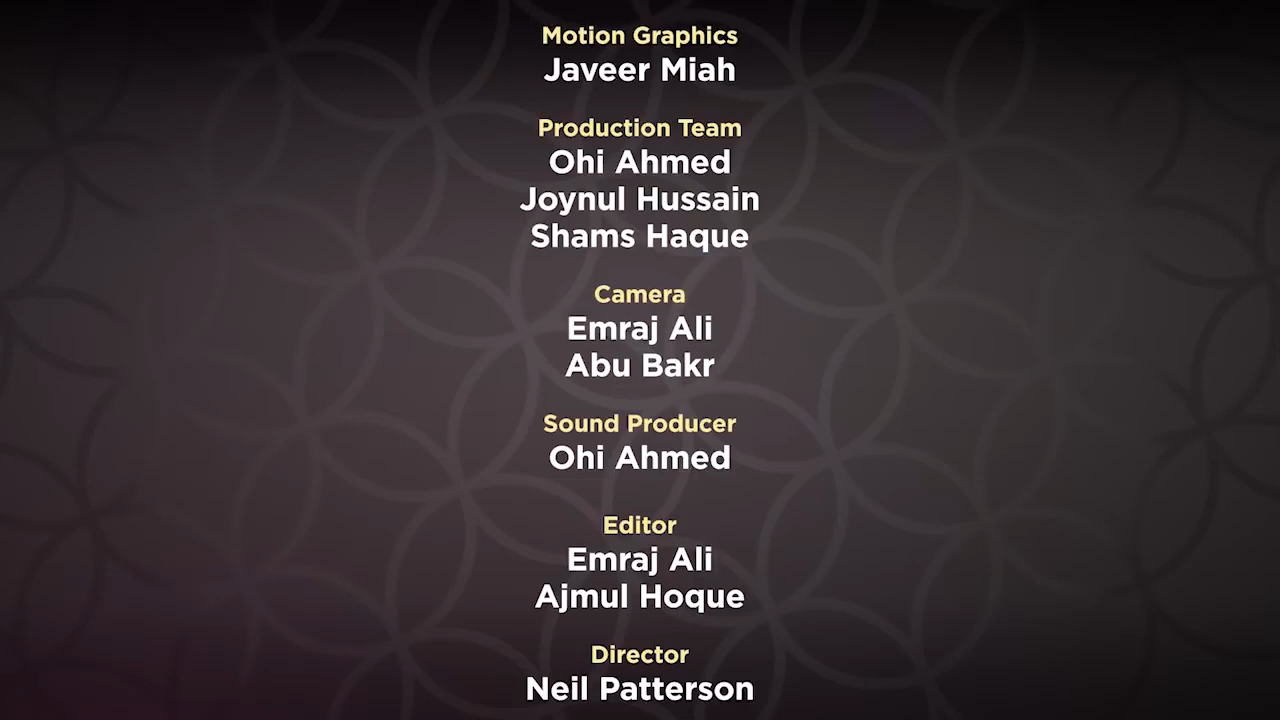 Motion Graphics
Javeer Miah
Production Team
Ohi Ahmed
Joynul Hussain
Shams Haque
Camera
Emraj Ali
Abu Bakr
Sound Producer
Ohi Ahmed
Editor
Emraj Ali
Ajmul Hoque
Director
Neil Patterson